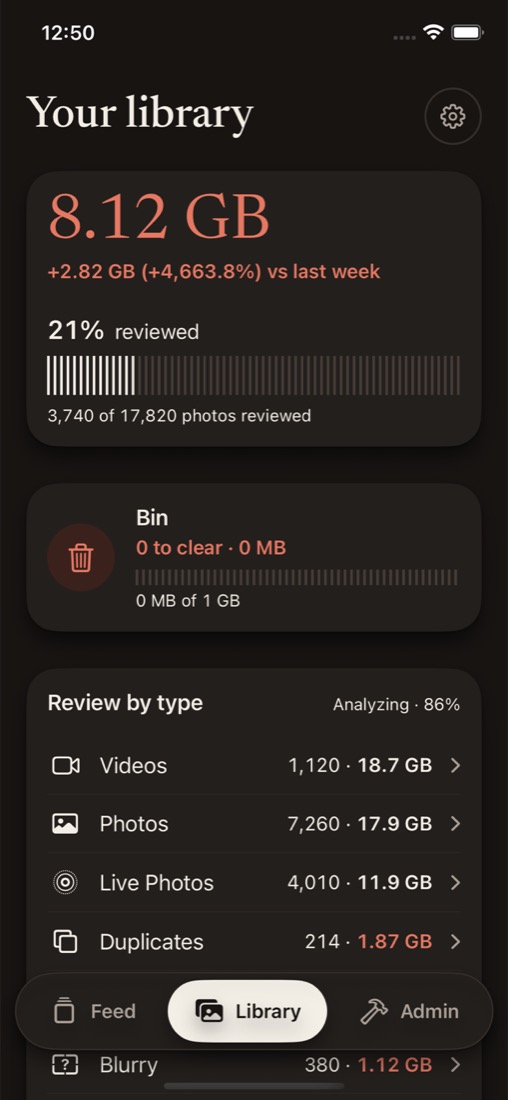 12:50
Your library
8.12 GB
+2.82 GB (+4,663.8%) vs last week
21% reviewed
3,740 of 17,820 photos reviewed
Bin
0 to clear · 0 MB
0 MB of 1 GB
Review by type
Analyzing · 86%
Videos 1,120 · 18.7 GB
Photos 7,260 · 17.9 GB
Live Photos 4,010 · 11.9 GB
Duplicates 214 · 1.87 GB
Feed Library Admin
Blurry 380 · 1.12 GB